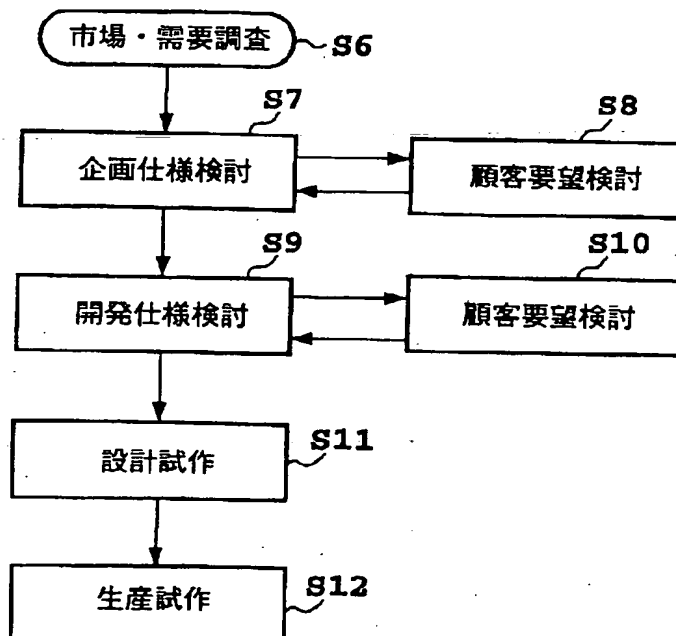 市場・需要調査
S6
S7
S8
企画仕様検討
顧客要望検討
S9
S10
開発仕様検討
顧客要望検討
設計試作
S11
生産試作
S12